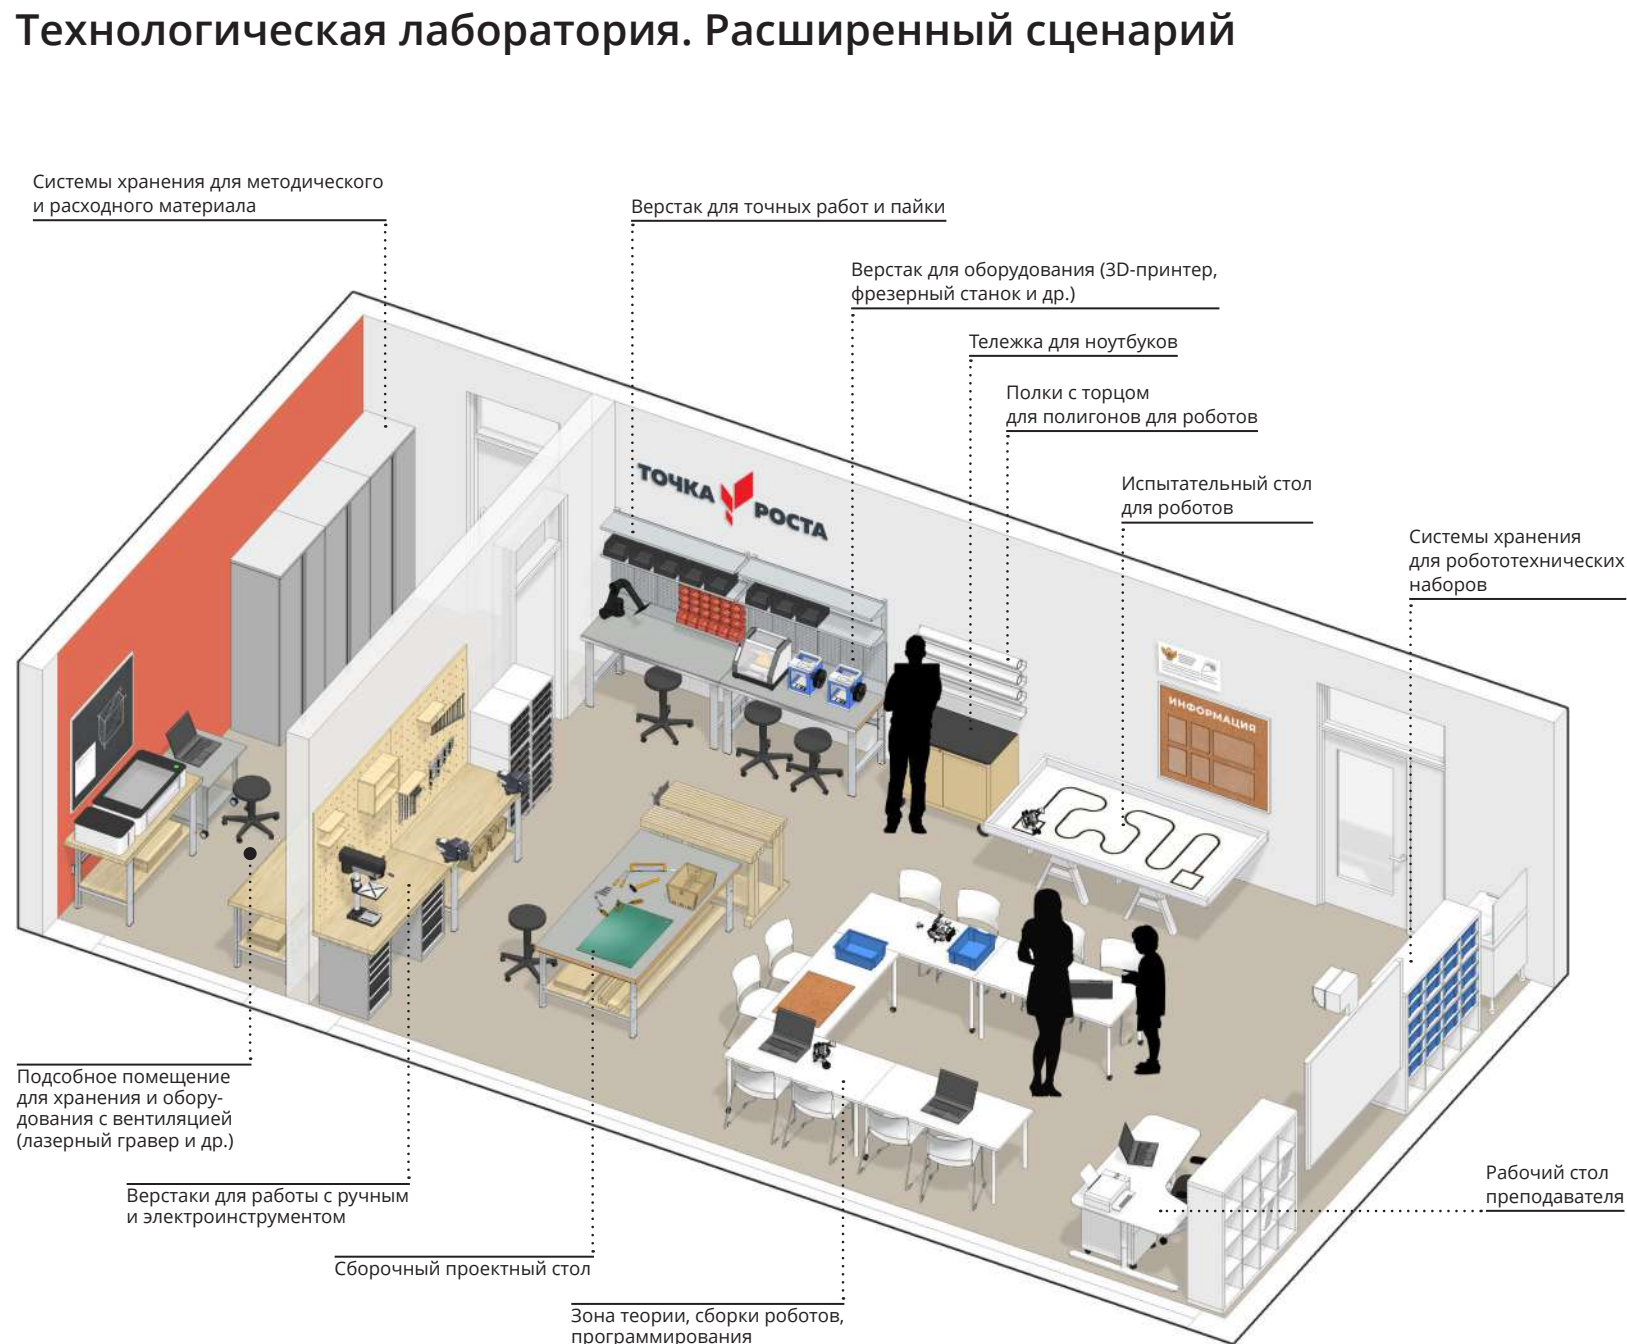 Технологическая лаборатория. Расширенный сценарий
Системы хранения для методического
и расходного материала
Верстак для точных работ и пайки
Верстак для оборудования (3D-принтер,
фрезерный станок и др.)
Тележка для ноутбуков
Полки с торцом
для полигонов для роботов
Испытательный стол
для роботов
Системы хранения
для робототехнических
наборов
ТОЧКА
РОСТА
ИНФОРМАЦИЯ
Подсобное помещение
для хранения и обору-
дования с вентиляцией
(лазерный гравер и др.)
Верстаки для работы с ручным
и электроинструментом
Сборочный проектный стол
Зона теории, сборки роботов,
программирования
Рабочий стол
преподавателя